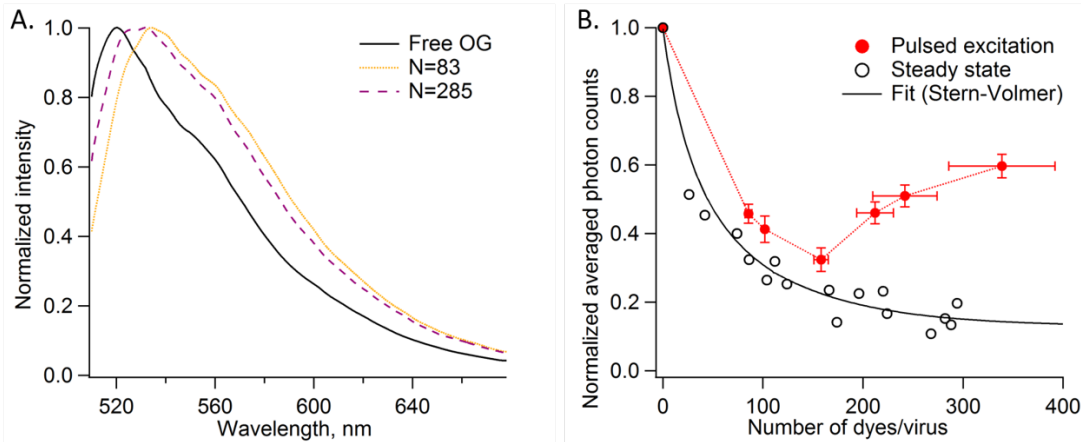 A.
Normalized intensity
1.0
0.8
0.6
0.4
0.2
0.0
Free OG
N=83
N=285
520
560
600
640
Wavelength, nm
B.
Normalized averaged photon counts
1.0
0.8
0.6
0.4
0.2
0.0
Pulsed excitation
Steady state
Fit (Stern-Volmer)
0
100
200
300
400
Number of dyes/virus